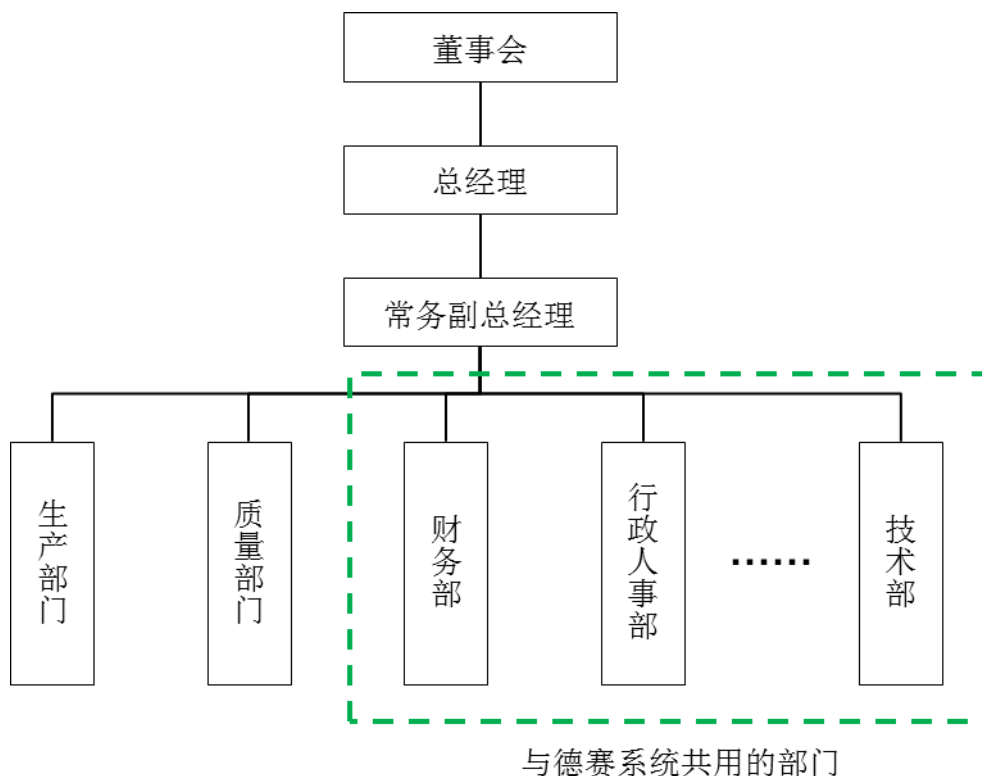 董事会
总经理
常务副总经理
生产部门
质量部门
财务部
行政人事部
……
技术部
与德赛系统共用的部门